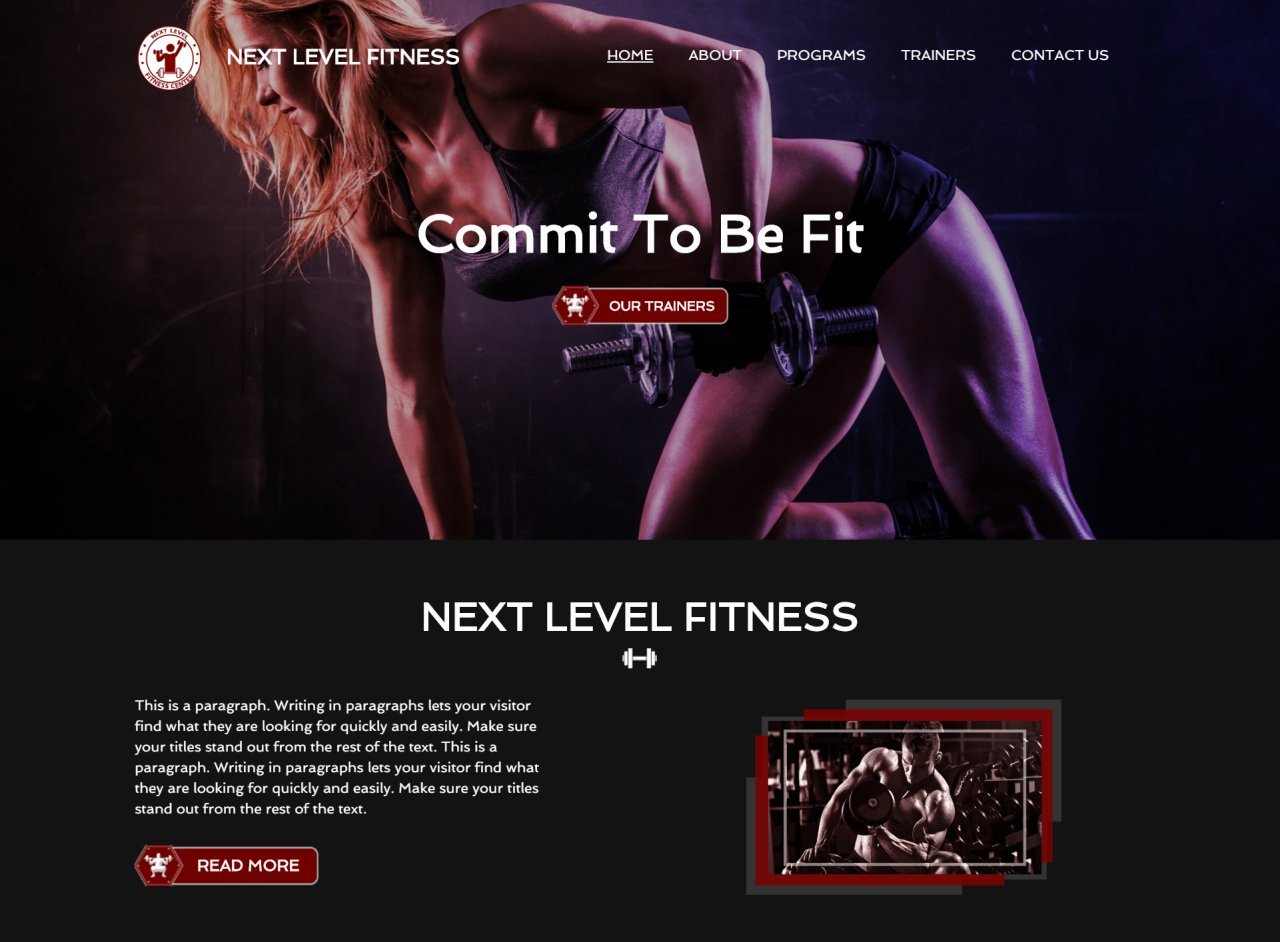 NEXT LEVEL
FITNESS CENTER
NEXT LEVEL FITNESS
HOME ABOUT PROGRAMS TRAINERS CONTACT US
Commit To Be Fit
OUR TRAINERS
NEXT LEVEL FITNESS
This is a paragraph. Writing in paragraphs lets your visitor
find what they are looking for quickly and easily. Make sure
your titles stand out from the rest of the text. This is a
paragraph. Writing in paragraphs lets your visitor find what
they are looking for quickly and easily. Make sure your titles
stand out from the rest of the text.
READ MORE